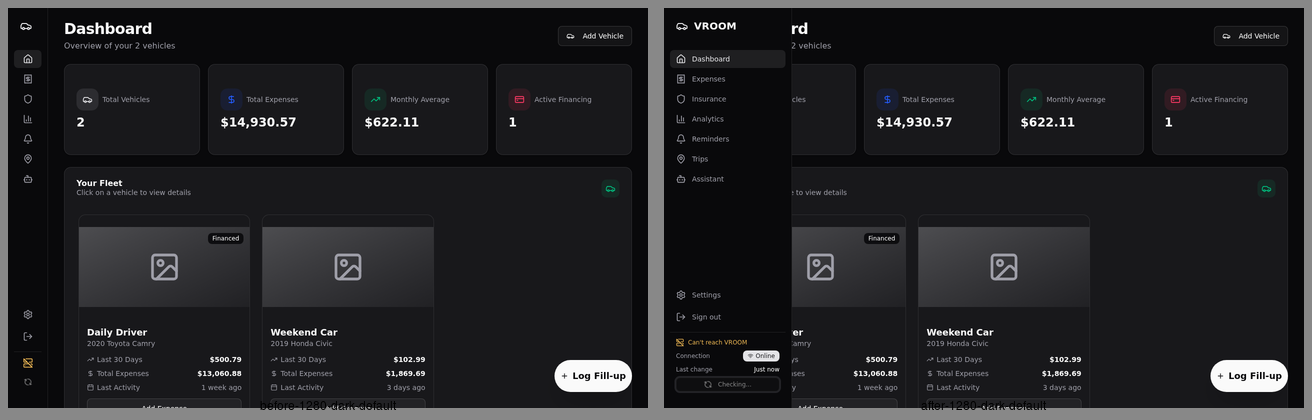 Dashboard
Overview of your 2 vehicles
Add Vehicle
Total Vehicles
2
Total Expenses
$14,930.57
Monthly Average
$622.11
Active Financing
1
Your Fleet
Click on a vehicle to view details
Financed
Daily Driver
2020 Toyota Camry
Last 30 Days $500.79
Total Expenses $13,060.88
Last Activity 1 week ago
Add Expense
Weekend Car
2019 Honda Civic
Last 30 Days $102.99
Total Expenses $1,869.69
Last Activity 3 days ago
+ Log Fill-up
before-1280-dark-default
VROOM
Dashboard
Expenses
Insurance
Analytics
Reminders
Trips
Assistant
Settings
Sign out
Can't reach VROOM
Connection Online
Last change Just now
Checking...
rd
2 vehicles
Add Vehicle
cles
Total Expenses
$14,930.57
Monthly Average
$622.11
Active Financing
1
e to view details
Financed
er
Camry
$500.79
$13,060.88
1 week ago
Weekend Car
2019 Honda Civic
Last 30 Days $102.99
Total Expenses $1,869.69
Last Activity 3 days ago
+ Log Fill-up
after-1280-dark-default